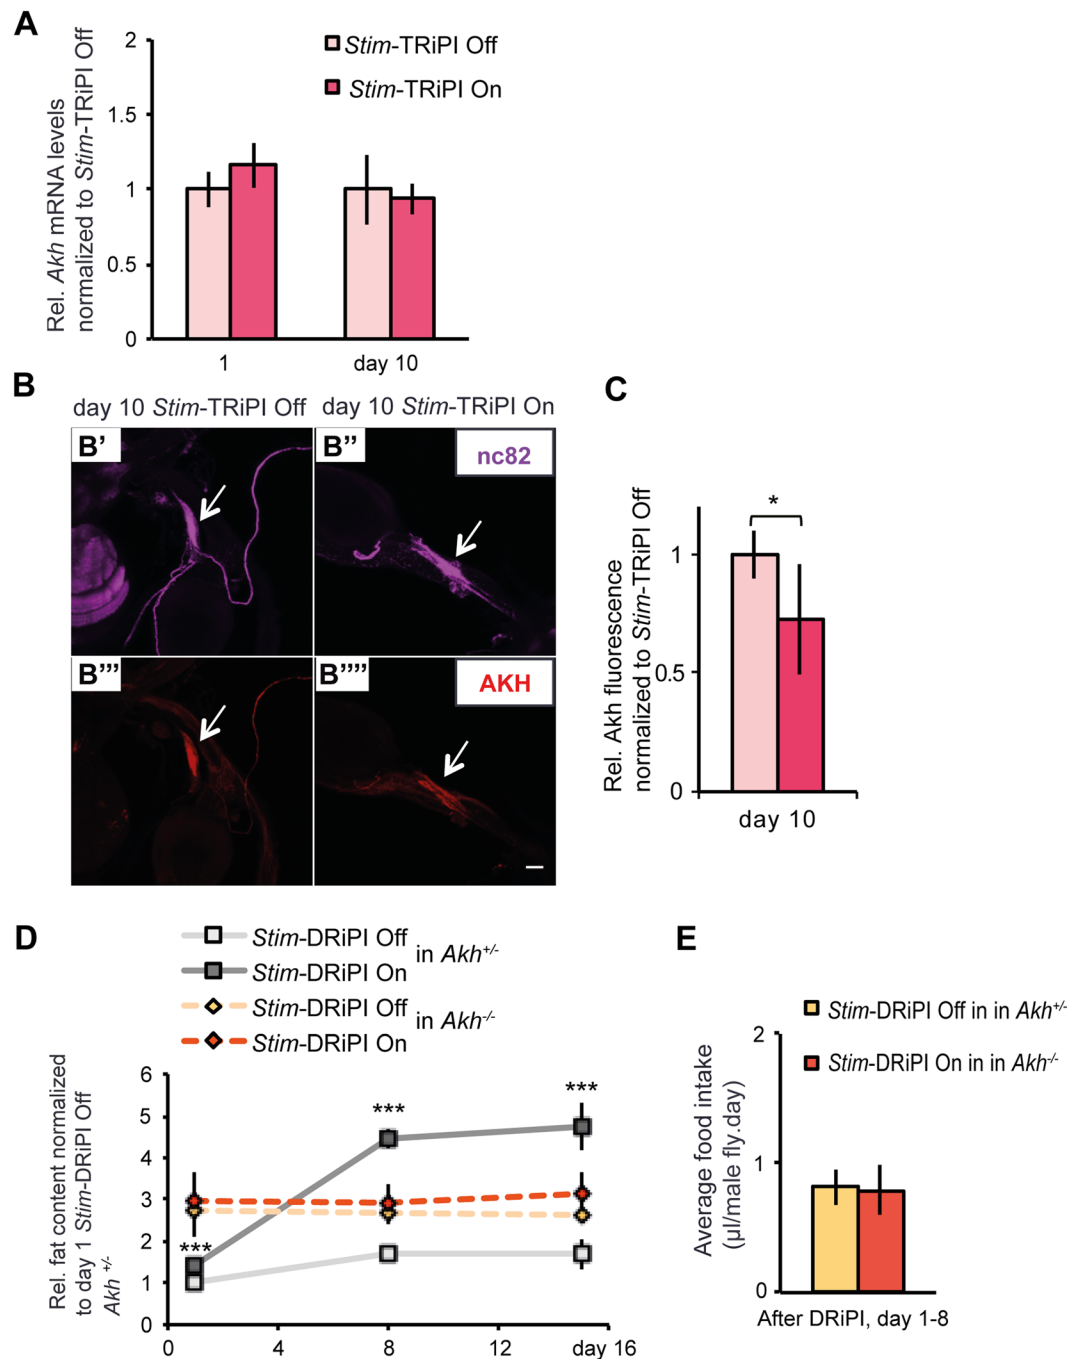 A
Rel. Akh mRNA levels
normalized to Stim-TRiPI Off
2
1.5
1
0.5
0
Stim-TRiPI Off
Stim-TRiPI On
1
day 10
B
day 10 Stim-TRiPI Off
day 10 Stim-TRiPI On
B'
B''
nc82
B'''
B''''
AKH
C
Rel. Akh fluorescence
normalized to Stim-TRiPI Off
*
1
0.5
0
day 10
D
Stim-DRiPI Off
Stim-DRiPI On
in Akh+/-
Stim-DRiPI Off
Stim-DRiPI On
in Akh-/-
Rel. fat content normalized
to day 1 Stim-DRiPI Off
Akh +/-
6
5
4
3
2
1
0
***
***
***
0
4
8
12
day 16
E
Stim-DRiPI Off in in Akh+/-
Stim-DRiPI On in in Akh-/-
Average food intake
(µl/male fly.day)
2
1
0
After DRiPI, day 1-8